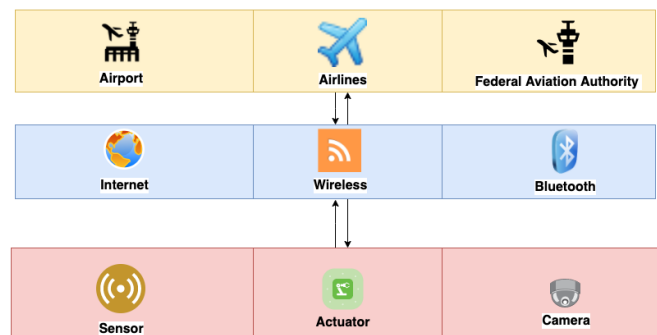 Airport
Airlines
Federal Aviation Authority
Internet
Wireless
Bluetooth
Sensor
Actuator
Camera